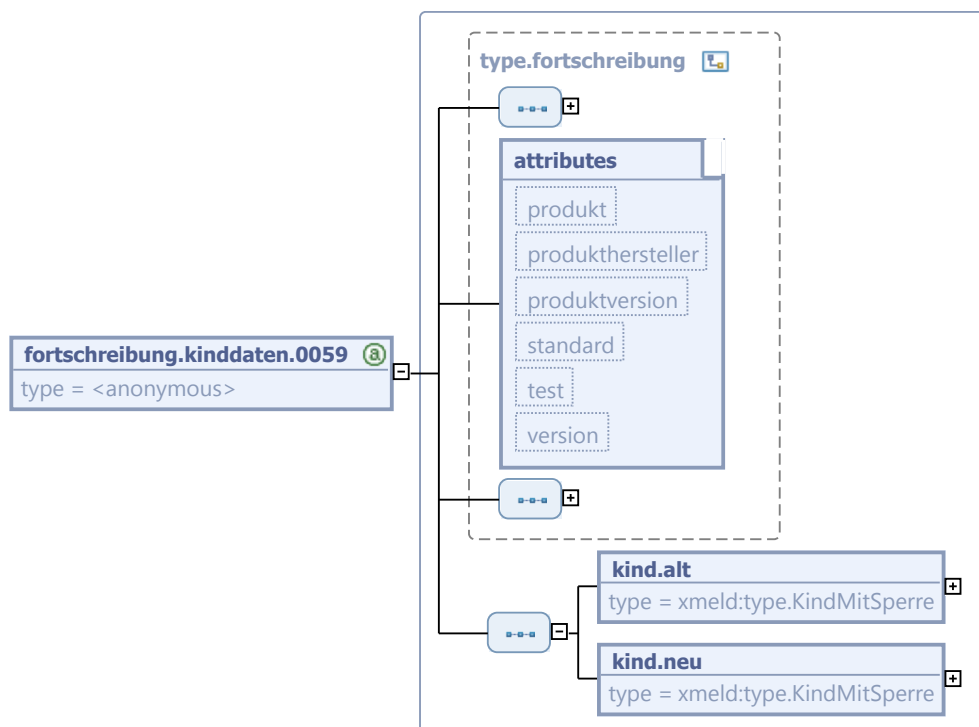 type.fortschreibung
attributes
produkt
produkthersteller
produktversion
standard
test
version
fortschreibung.kinddaten.0059
type = <anonymous>
kind.alt
type = xmeld:type.KindMitSperre
kind.neu
type = xmeld:type.KindMitSperre